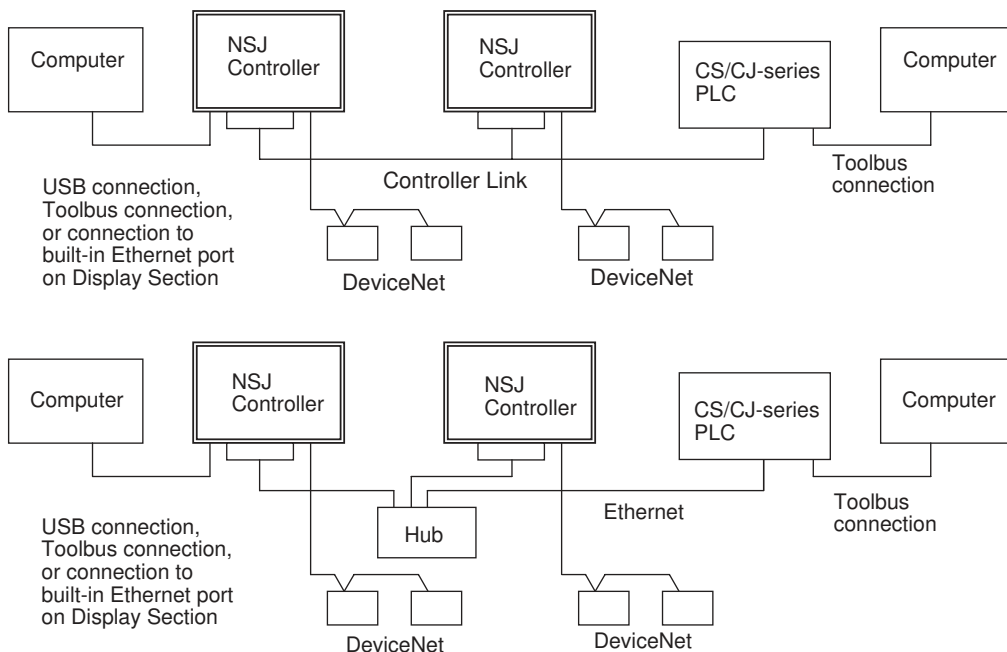 Computer
NSJ
Controller
NSJ
Controller
CS/CJ-series
PLC
Computer
USB connection,
Toolbus connection,
or connection to
built-in Ethernet port
on Display Section
Controller Link
Toolbus
connection
DeviceNet
DeviceNet
Computer
NSJ
Controller
NSJ
Controller
CS/CJ-series
PLC
Computer
USB connection,
Toolbus connection,
or connection to
built-in Ethernet port
on Display Section
Hub
Ethernet
Toolbus
connection
DeviceNet
DeviceNet